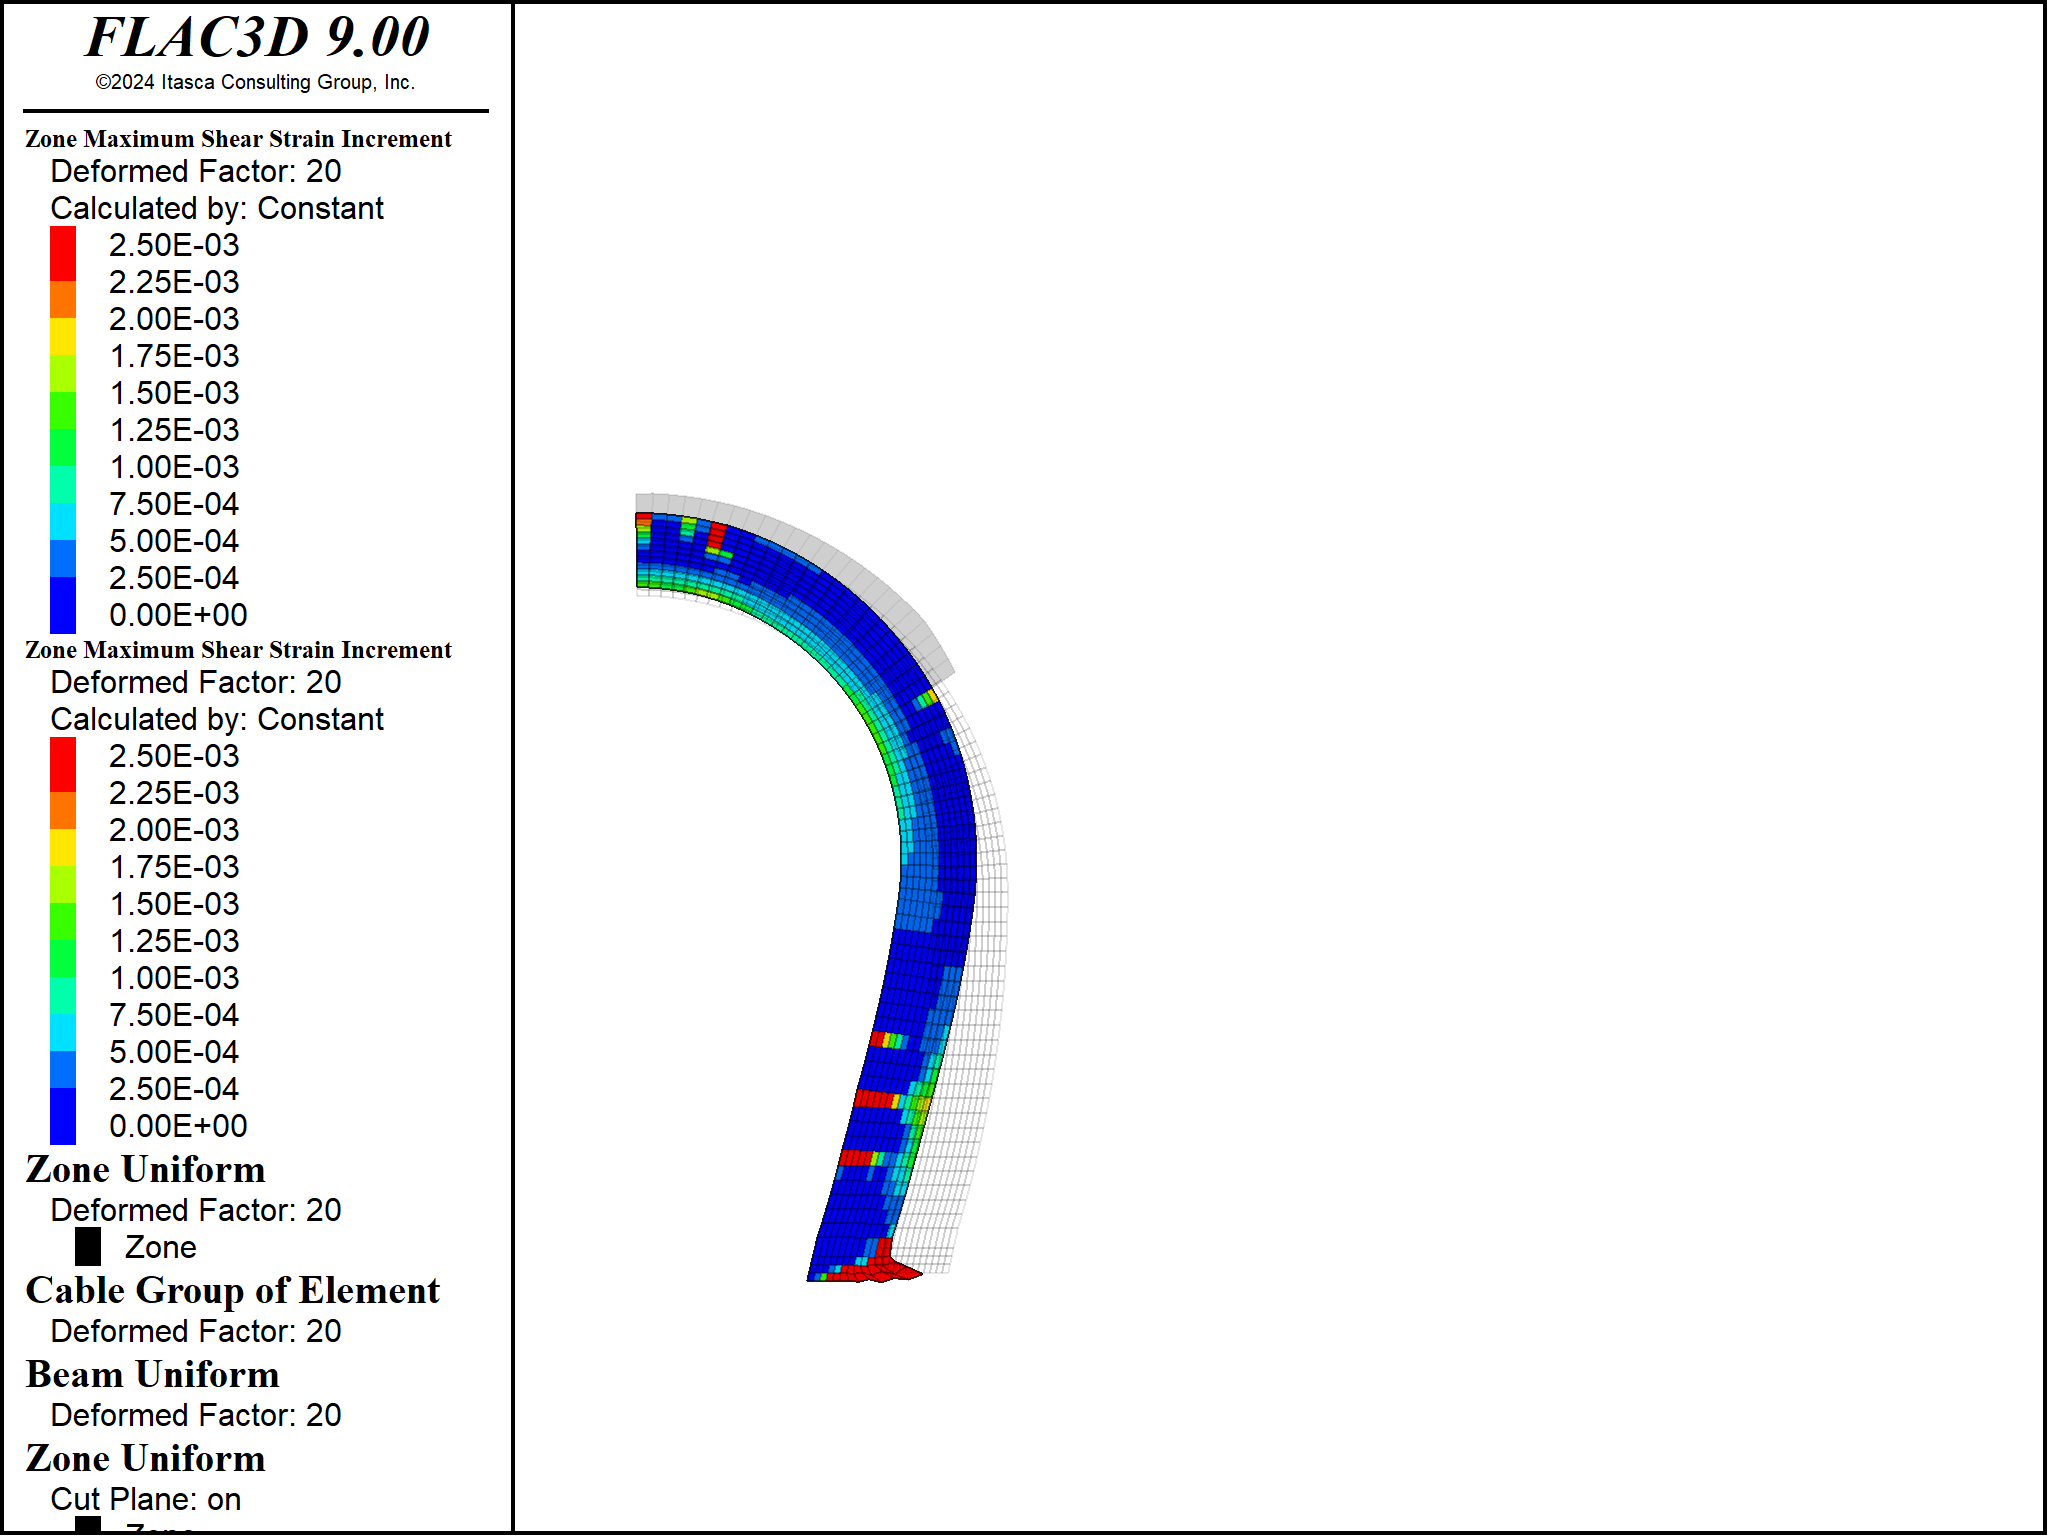 FLAC3D 9.00
©2024 Itasca Consulting Group, Inc.
Zone Maximum Shear Strain Increment
Deformed Factor: 20
Calculated by: Constant
2.50E-03
2.25E-03
2.00E-03
1.75E-03
1.50E-03
1.25E-03
1.00E-03
7.50E-04
5.00E-04
2.50E-04
0.00E+00
Zone Maximum Shear Strain Increment
Deformed Factor: 20
Calculated by: Constant
2.50E-03
2.25E-03
2.00E-03
1.75E-03
1.50E-03
1.25E-03
1.00E-03
7.50E-04
5.00E-04
2.50E-04
0.00E+00
Zone Uniform
Deformed Factor: 20
Zone
Cable Group of Element
Deformed Factor: 20
Beam Uniform
Deformed Factor: 20
Zone Uniform
Cut Plane: on